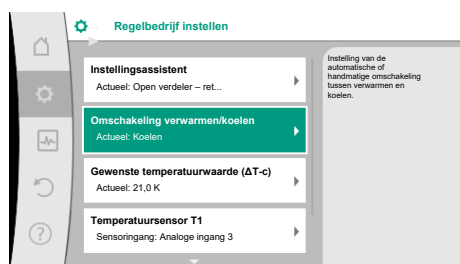 Regelbedrijf instellen
Instellingsassistent
Actueel: Open verdeler – ret...
Omschakeling verwarmen/koelen
Actueel: Koelen
Gewenste temperatuurwaarde (ΔT-c)
Actueel: 21,0 K
Temperatuursensor T1
Sensoringang: Analoge ingang 3
Instelling van de
automatische of
handmatige omschakeling
tussen verwarmen en
koelen.